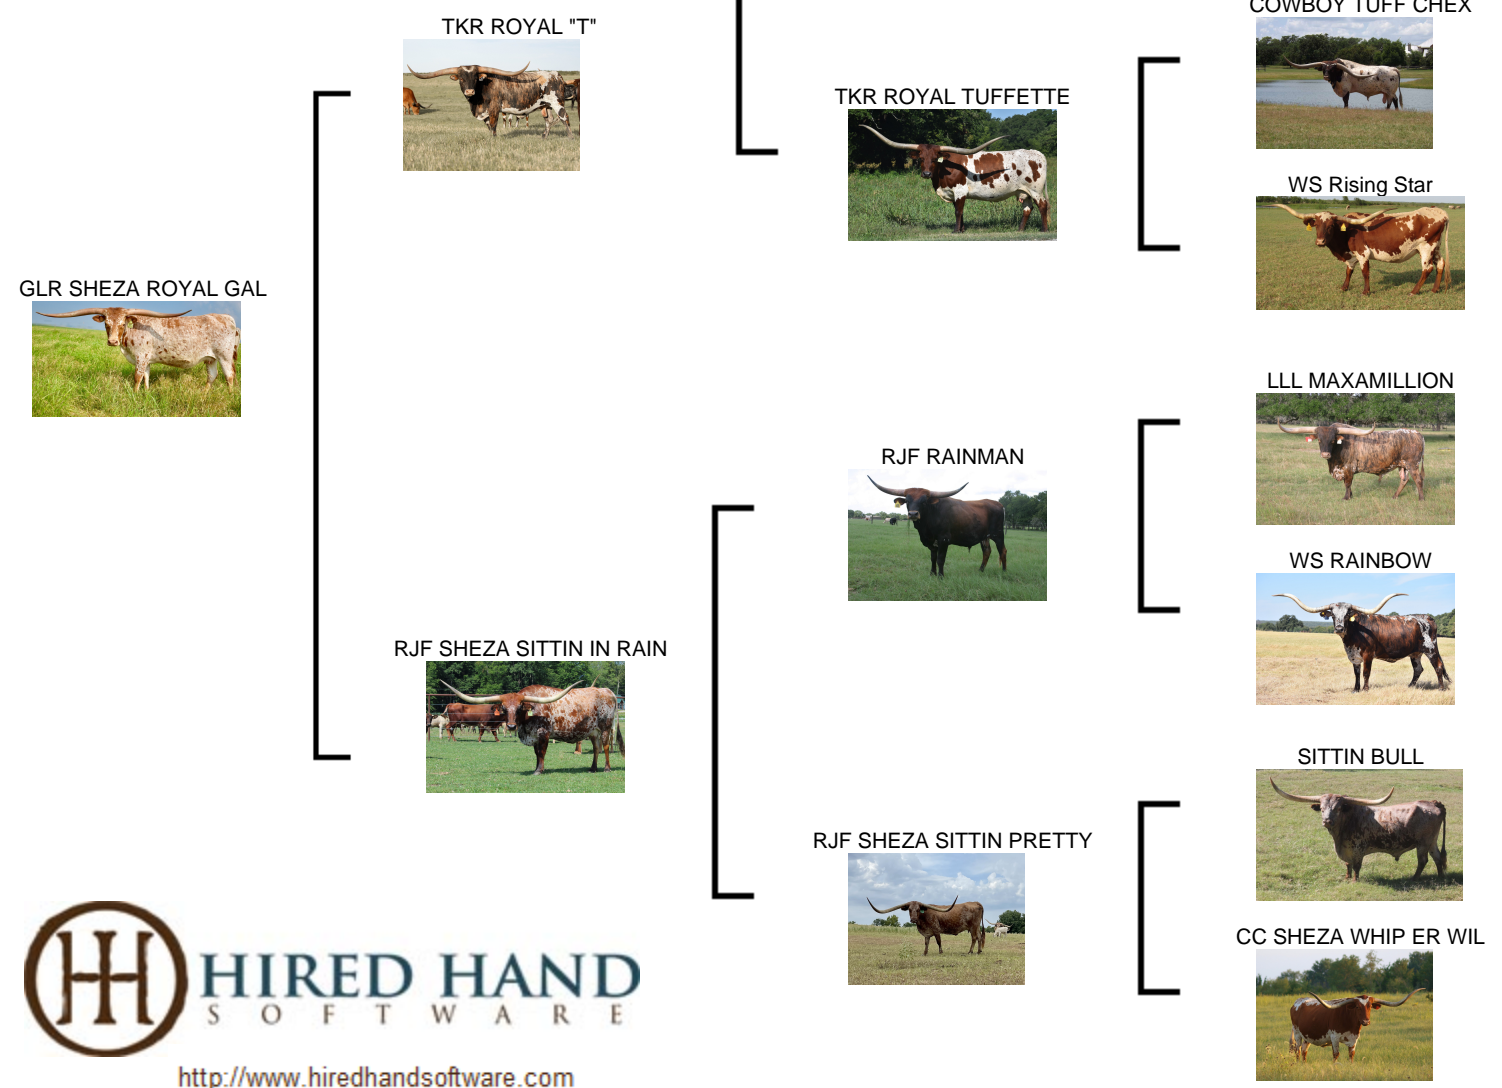 COWBOY TUFF CHEX
TKR ROYAL "T"
TKR ROYAL TUFFETTE
WS Rising Star
GLR SHEZA ROYAL GAL
LLL MAXAMILLION
RJF RAINMAN
WS RAINBOW
RJF SHEZA SITTIN IN RAIN
SITTIN BULL
RJF SHEZA SITTIN PRETTY
CC SHEZA WHIP ER WIL
HIRED HAND
SOFTWARE
http://www.hiredhandsoftware.com